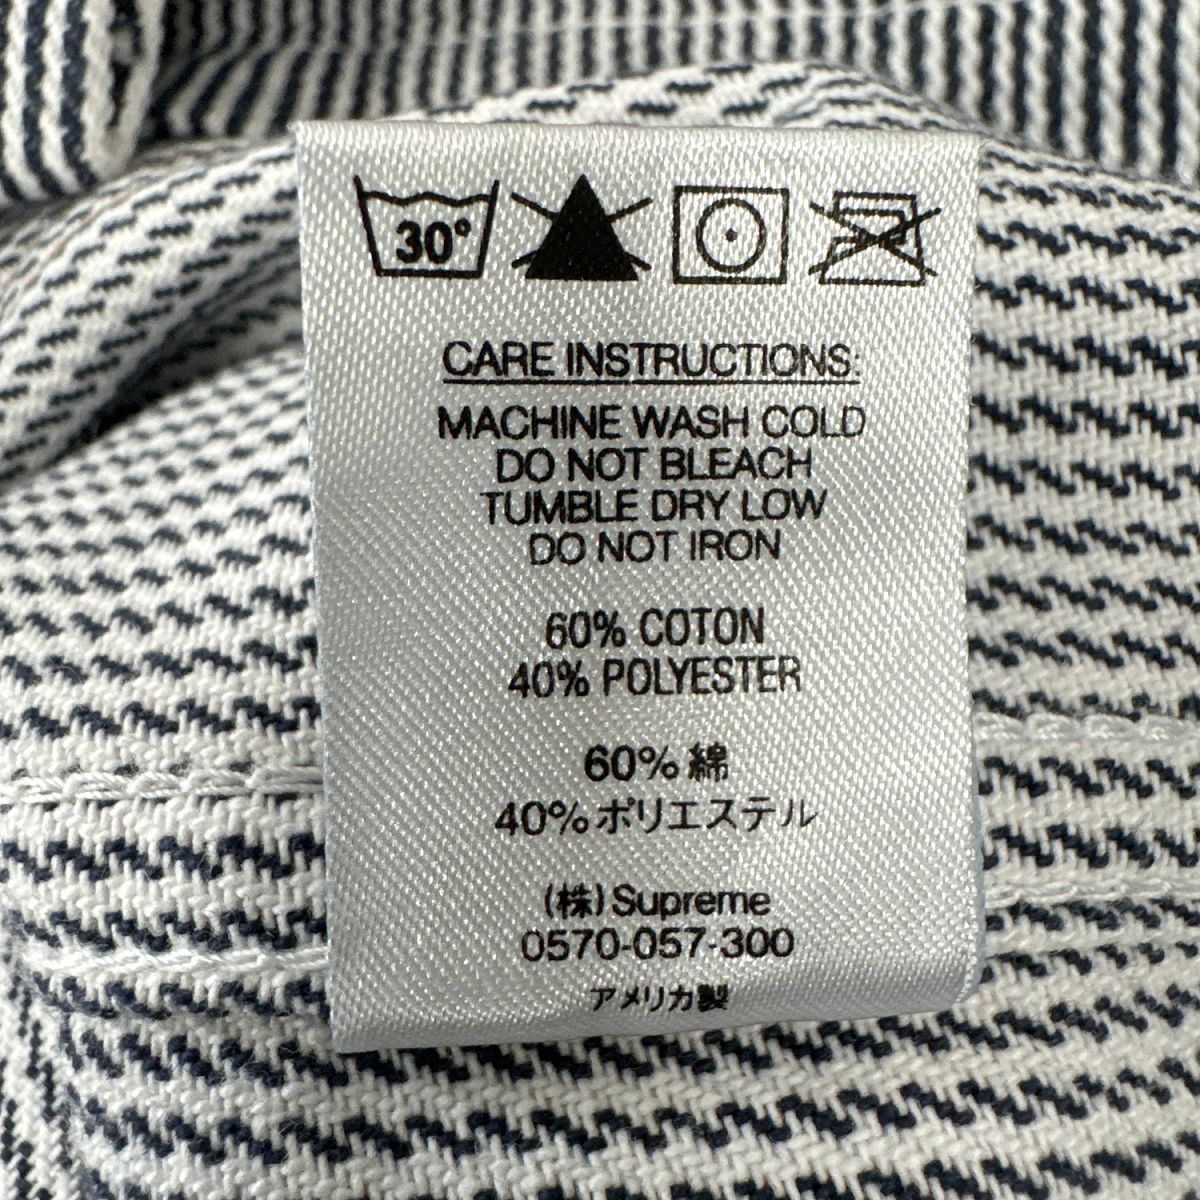 30°
CARE INSTRUCTIONS:
MACHINE WASH COLD
DO NOT BLEACH
TUMBLE DRY LOW
DO NOT IRON
60% COTON
40% POLYESTER
60% 綿
40% ポリエステル
(株) Supreme
0570-057-300
アメリカ製